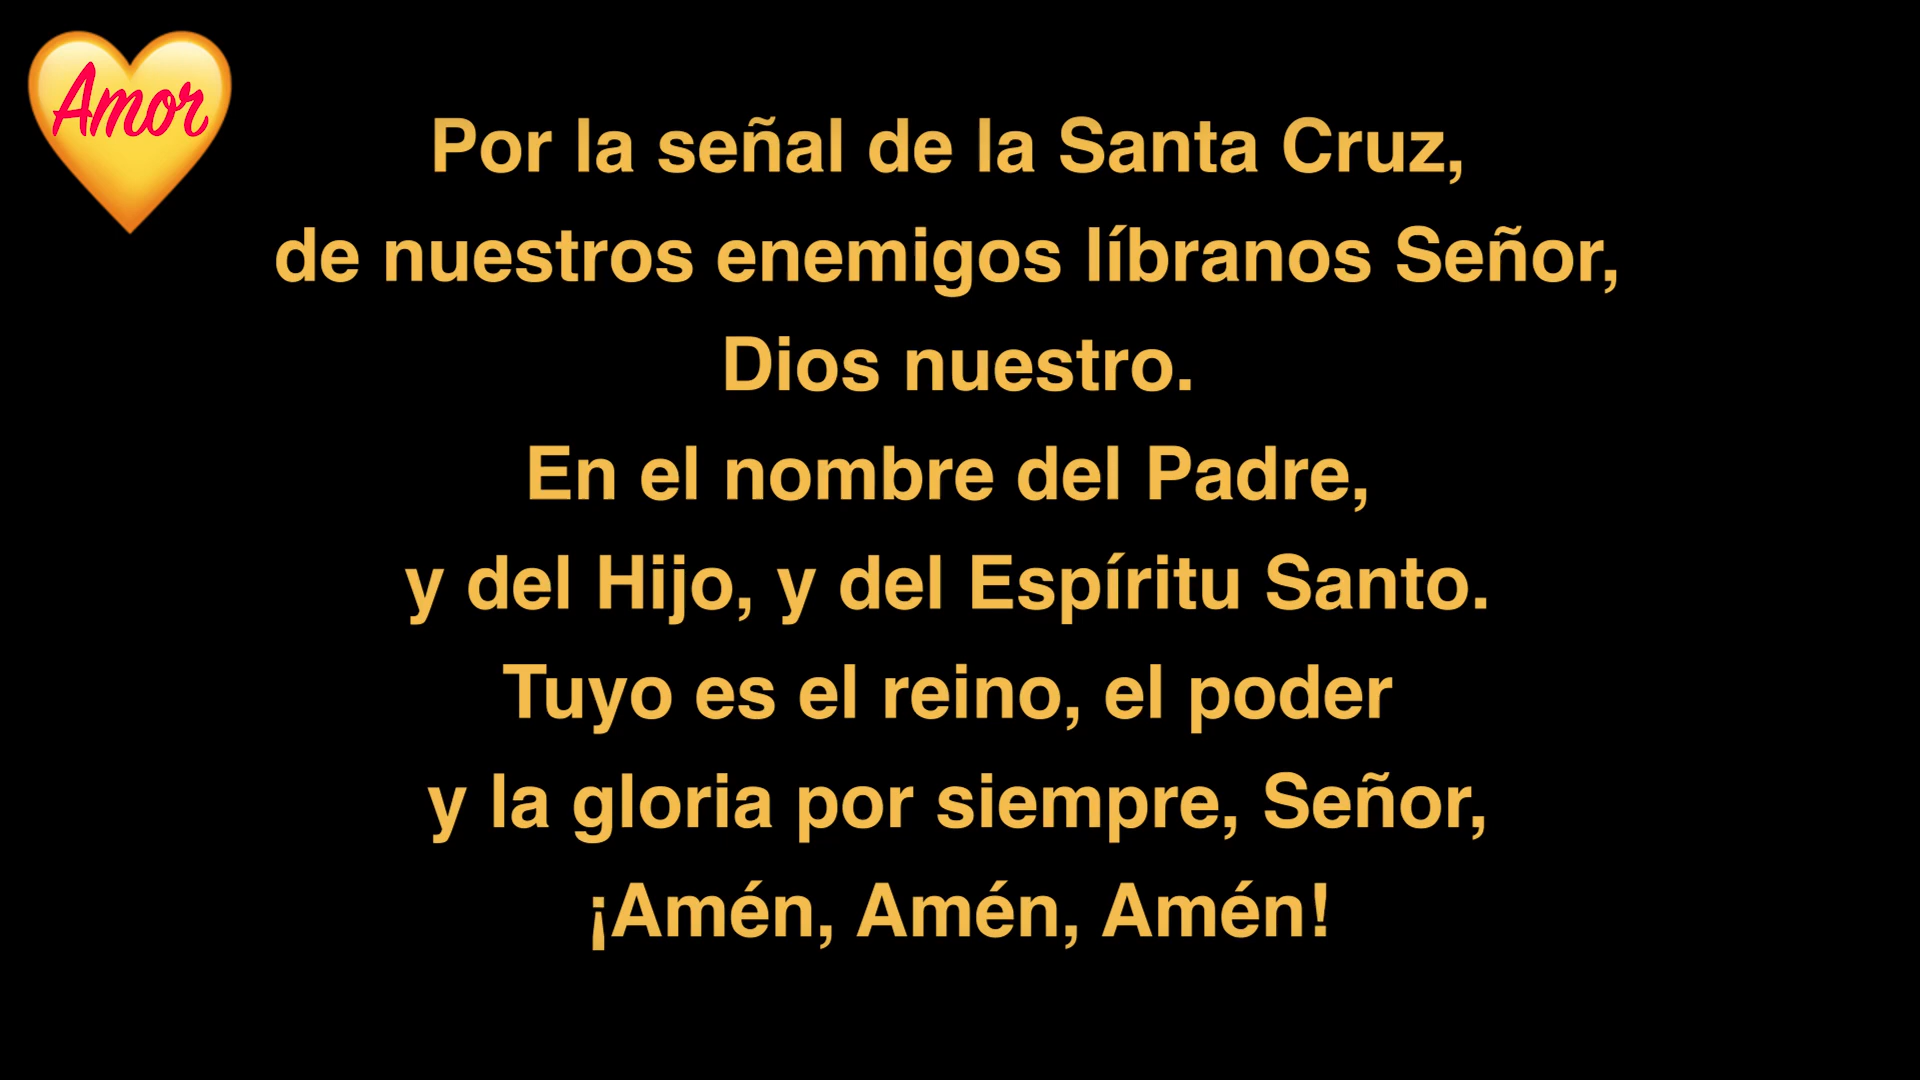 Amor
Por la señal de la Santa Cruz,
de nuestros enemigos líbranos Señor,
Dios nuestro.
En el nombre del Padre,
y del Hijo, y del Espíritu Santo.
Tuyo es el reino, el poder
y la gloria por siempre, Señor,
¡Amén, Amén, Amén!